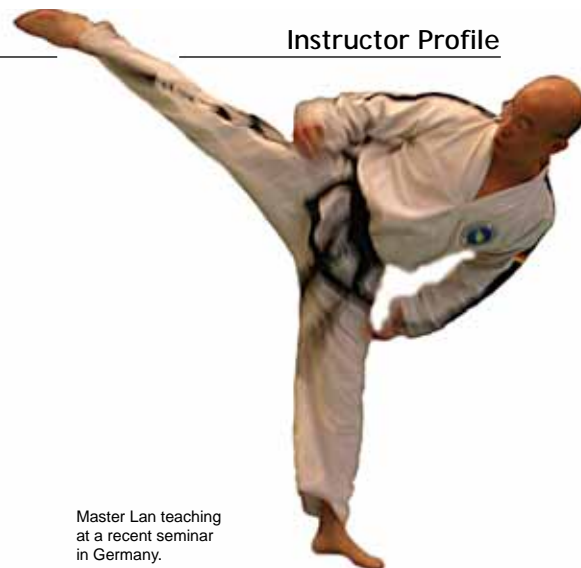 Instructor Profile
Master Lan teaching
at a recent seminar
in Germany.